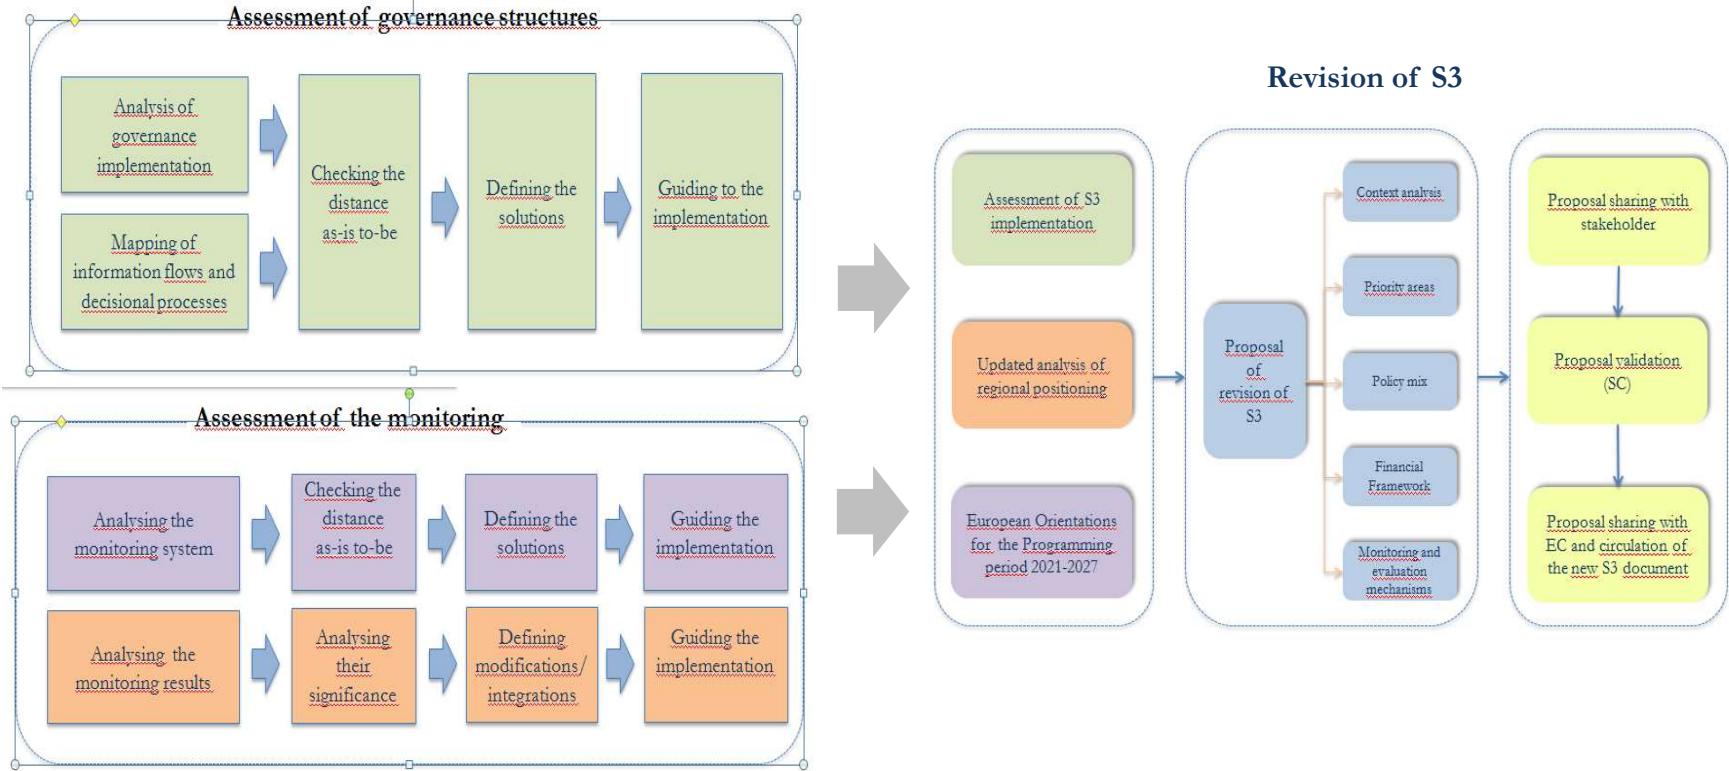 Assessment of governance structures
Analysis of
governance
implementation
Mapping of
information flows and
decisional processes
Checking the
distance
as-is to-be
Defining the
solutions
Guiding to the
implementation
Assessment of the monitoring
Analysing the
monitoring system
Checking the
distance
as-is to-be
Defining the
solutions
Guiding the
implementation
Analysing the
monitoring results
Analysing
their
significance
Defining
modifications/
integrations
Guiding the
implementation
Revision of S3
Assessment of S3
implementation
Updated analysis of
regional positioning
European Orientations
for the Programming
period 2021-2027
Proposal
of
revision of
S3
Context analysis
Priority areas
Policy mix
Financial
Framework
Monitoring and
evaluation
mechanisms
Proposal sharing with
stakeholder
Proposal validation
(SC)
Proposal sharing with
EC and circulation of
the new S3 document